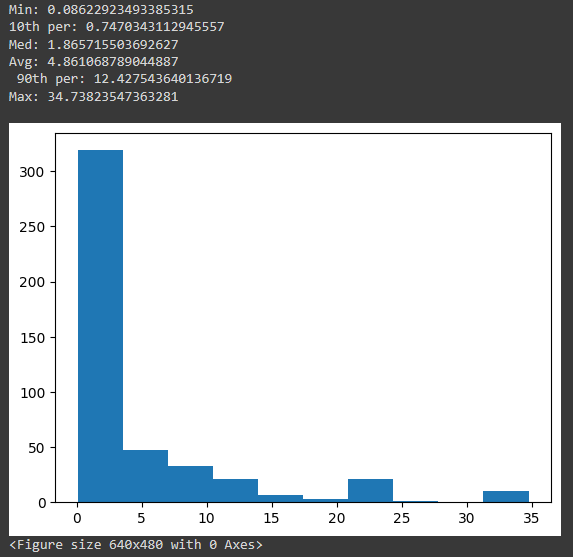 Min: 0.08622923493385315
10th per: 0.7470343112945557
Med: 1.865715503692627
Avg: 4.861068789044887
 90th per: 12.427543640136719
Max: 34.73823547363281
300
250
200
150
100
50
0
0 5 10 15 20 25 30 35
<Figure size 640x480 with 0 Axes>